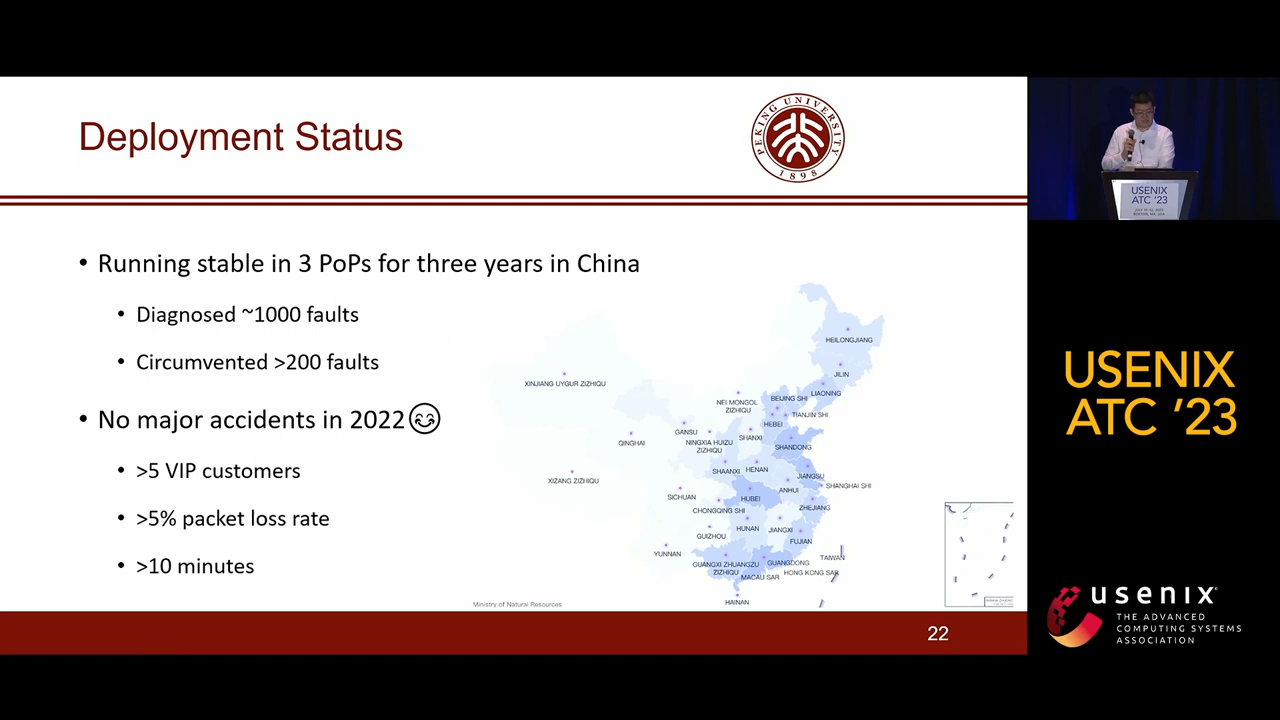 Deployment Status
PEKING UNIVERSITY
1898
• Running stable in 3 PoPs for three years in China
• Diagnosed ~1000 faults
• Circumvented >200 faults
• No major accidents in 2022😊
• >5 VIP customers
• >5% packet loss rate
• >10 minutes
HEILONGJIANG
JILIN
LIAONING
XINJIANG UYGUR ZIZHIQU
NEI MONGOL
ZIZHIQU
BEIJING SHI
TIANJIN SHI
HEBEI
GANSU
QINGHAI
NINGXIA HUIZU
ZIZHIQU
SHANXI
SHANDONG
SHAANXI
HENAN
JIANGSU
XIZANG ZIZHIQU
SHANGHAI SHI
ANHUI
SICHUAN
HUBEI
CHONGQING SHI
ZHEJIANG
HUNAN
JIANGXI
GUIZHOU
FUJIAN
YUNNAN
TAIWAN
GUANGXI ZHUANGZU
ZIZHIQU
GUANGDONG
HONG KONG SAR
MACAU SAR
HAINAN
Ministry of Natural Resources
22
USENIX
ATC '23
USENIX
ATC '23
usenix
THE ADVANCED
COMPUTING SYSTEMS
ASSOCIATION